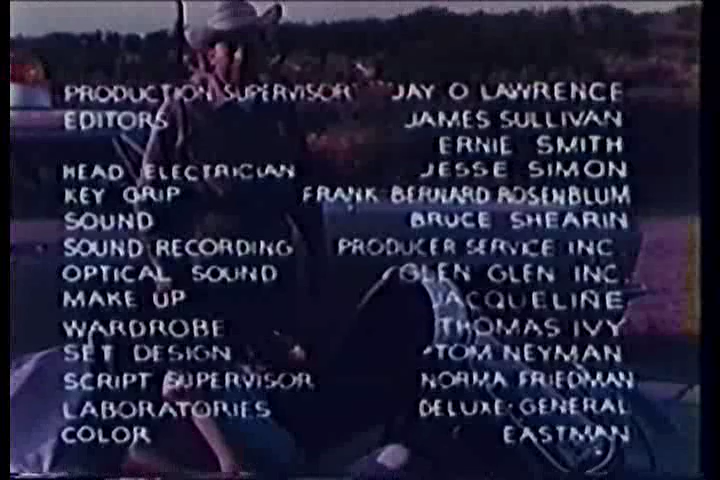 PRODUCTION SUPERVISOR JAY O LAWRENCE
EDITORS JAMES SULLIVAN
ERNIE SMITH
HEAD ELECTRICIAN JESSE SIMON
KEY GRIP FRANK BERNARD ROSENBLUM
SOUND BRUCE SHEARIN
SOUND RECORDING PRODUCER SERVICE INC
OPTICAL SOUND GLEN GLEN INC.
MAKE UP JACQUELINE
WARDROBE THOMAS IVY
SET DESIGN TOM NEYMAN
SCRIPT SUPERVISOR NORMA FRIEDMAN
LABORATORIES DELUXE-GENERAL
COLOR EASTMAN